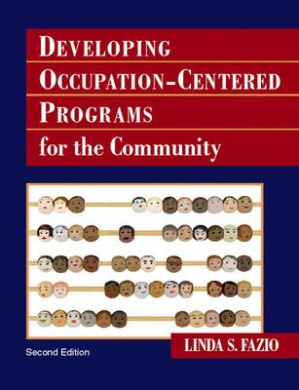 DEVELOPING
OCCUPATION-CENTERED
PROGRAMS
for the Community
Second Edition
LINDA S. FAZIO